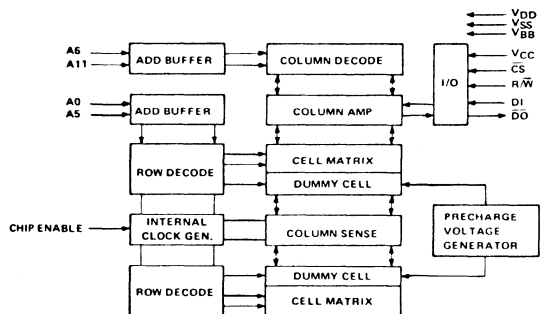 VDD
VSS
VBB
A6
A11
ADD BUFFER
COLUMN DECODE
I/O
VCC
C̅S̅
R/W̅
DI
D̅O̅
A0
A5
ADD BUFFER
COLUMN AMP
ROW DECODE
CELL MATRIX
DUMMY CELL
CHIP ENABLE
INTERNAL
CLOCK GEN.
COLUMN SENSE
PRECHARGE
VOLTAGE
GENERATOR
ROW DECODE
DUMMY CELL
CELL MATRIX